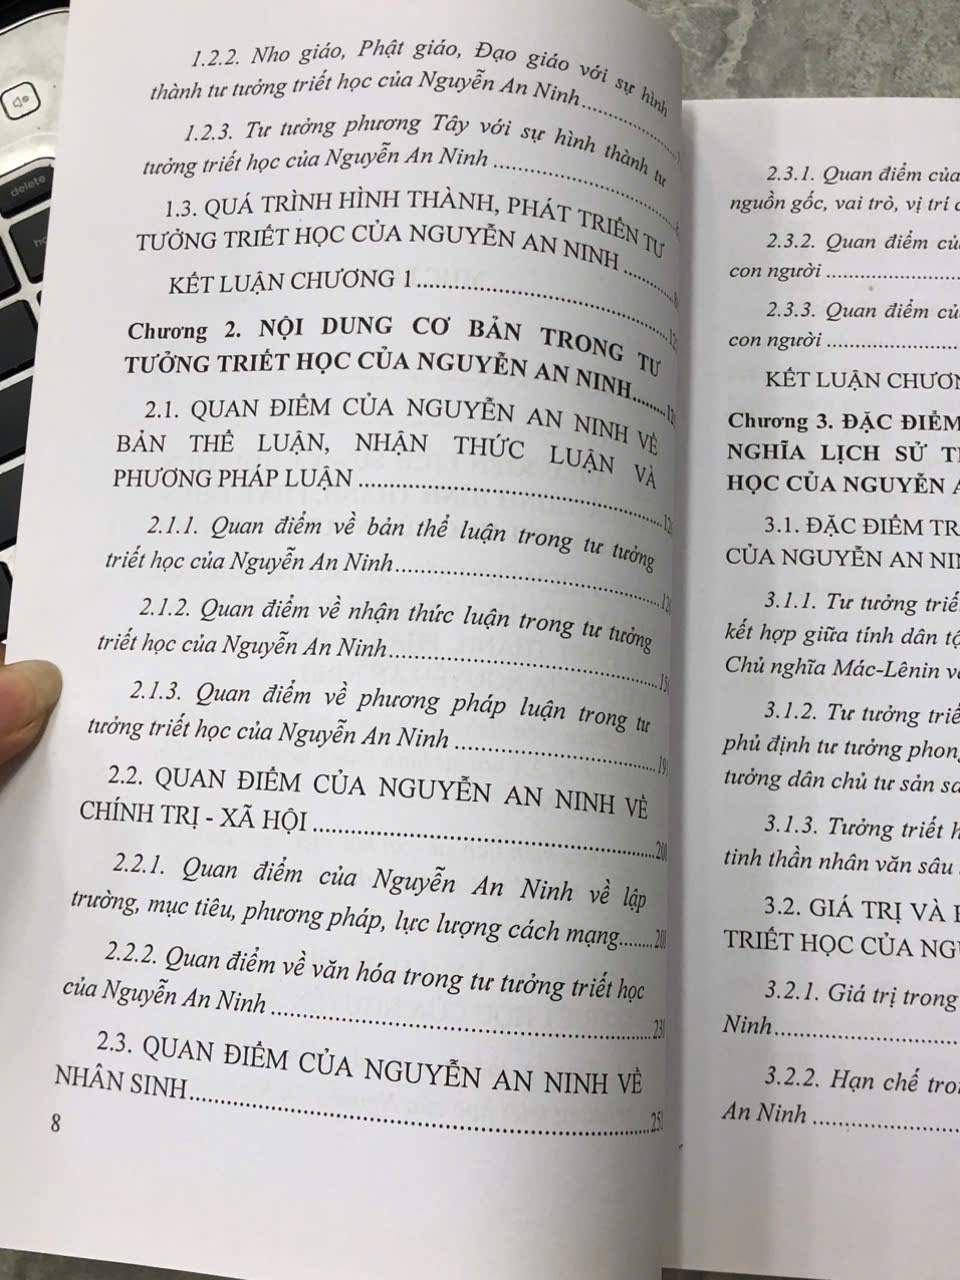 1.2.2. Nho giáo, Phật giáo, Đạo giáo với sự hình
thành tư tưởng triết học của Nguyễn An Ninh
1.2.3. Tư tưởng phương Tây với sự hình thành tư
tưởng triết học của Nguyễn An Ninh
1.3. QUÁ TRÌNH HÌNH THÀNH, PHÁT TRIỂN TƯ
TƯỞNG TRIẾT HỌC CỦA NGUYỄN AN NINH
KẾT LUẬN CHƯƠNG 1
Chương 2. NỘI DUNG CƠ BẢN TRONG TƯ
TƯỞNG TRIẾT HỌC CỦA NGUYỄN AN NINH
2.1. QUAN ĐIỂM CỦA NGUYỄN AN NINH VỀ
BẢN THỂ LUẬN, NHẬN THỨC LUẬN VÀ
PHƯƠNG PHÁP LUẬN
2.1.1. Quan điểm về bản thể luận trong tư tưởng
triết học của Nguyễn An Ninh
2.1.2. Quan điểm về nhận thức luận trong tư tưởng
triết học của Nguyễn An Ninh
2.1.3. Quan điểm về phương pháp luận trong tư
tưởng triết học của Nguyễn An Ninh
2.2. QUAN ĐIỂM CỦA NGUYỄN AN NINH VỀ
CHÍNH TRỊ - XÃ HỘI
2.2.1. Quan điểm của Nguyễn An Ninh về lập
trường, mục tiêu, phương pháp, lực lượng cách mạng
2.2.2. Quan điểm về văn hóa trong tư tưởng triết học
của Nguyễn An Ninh
2.3. QUAN ĐIỂM CỦA NGUYỄN AN NINH VỀ
NHÂN SINH
8
2.3.1. Quan điểm của
nguồn gốc, vai trò, vị trí
2.3.2. Quan điểm
con người
2.3.3. Quan điểm
con người
KẾT LUẬN
Chương 3. ĐẶC ĐIỂM
NGHĨA LỊCH SỬ
HỌC CỦA NGUYỄN
3.1. ĐẶC ĐIỂM
CỦA NGUYỄN AN
3.1.1. Tư tưởng
kết hợp giữa tính dân
Chủ nghĩa Mác-Lênin
3.1.2. Tư tưởng
phủ định tư tưởng
tưởng dân chủ tư sản
3.1.3. Tưởng triết
tinh thần nhân văn sâu
3.2. GIÁ TRỊ VÀ
TRIẾT HỌC CỦA
3.2.1. Giá trị trong
Ninh
3.2.2. Hạn chế
An Ninh
delete